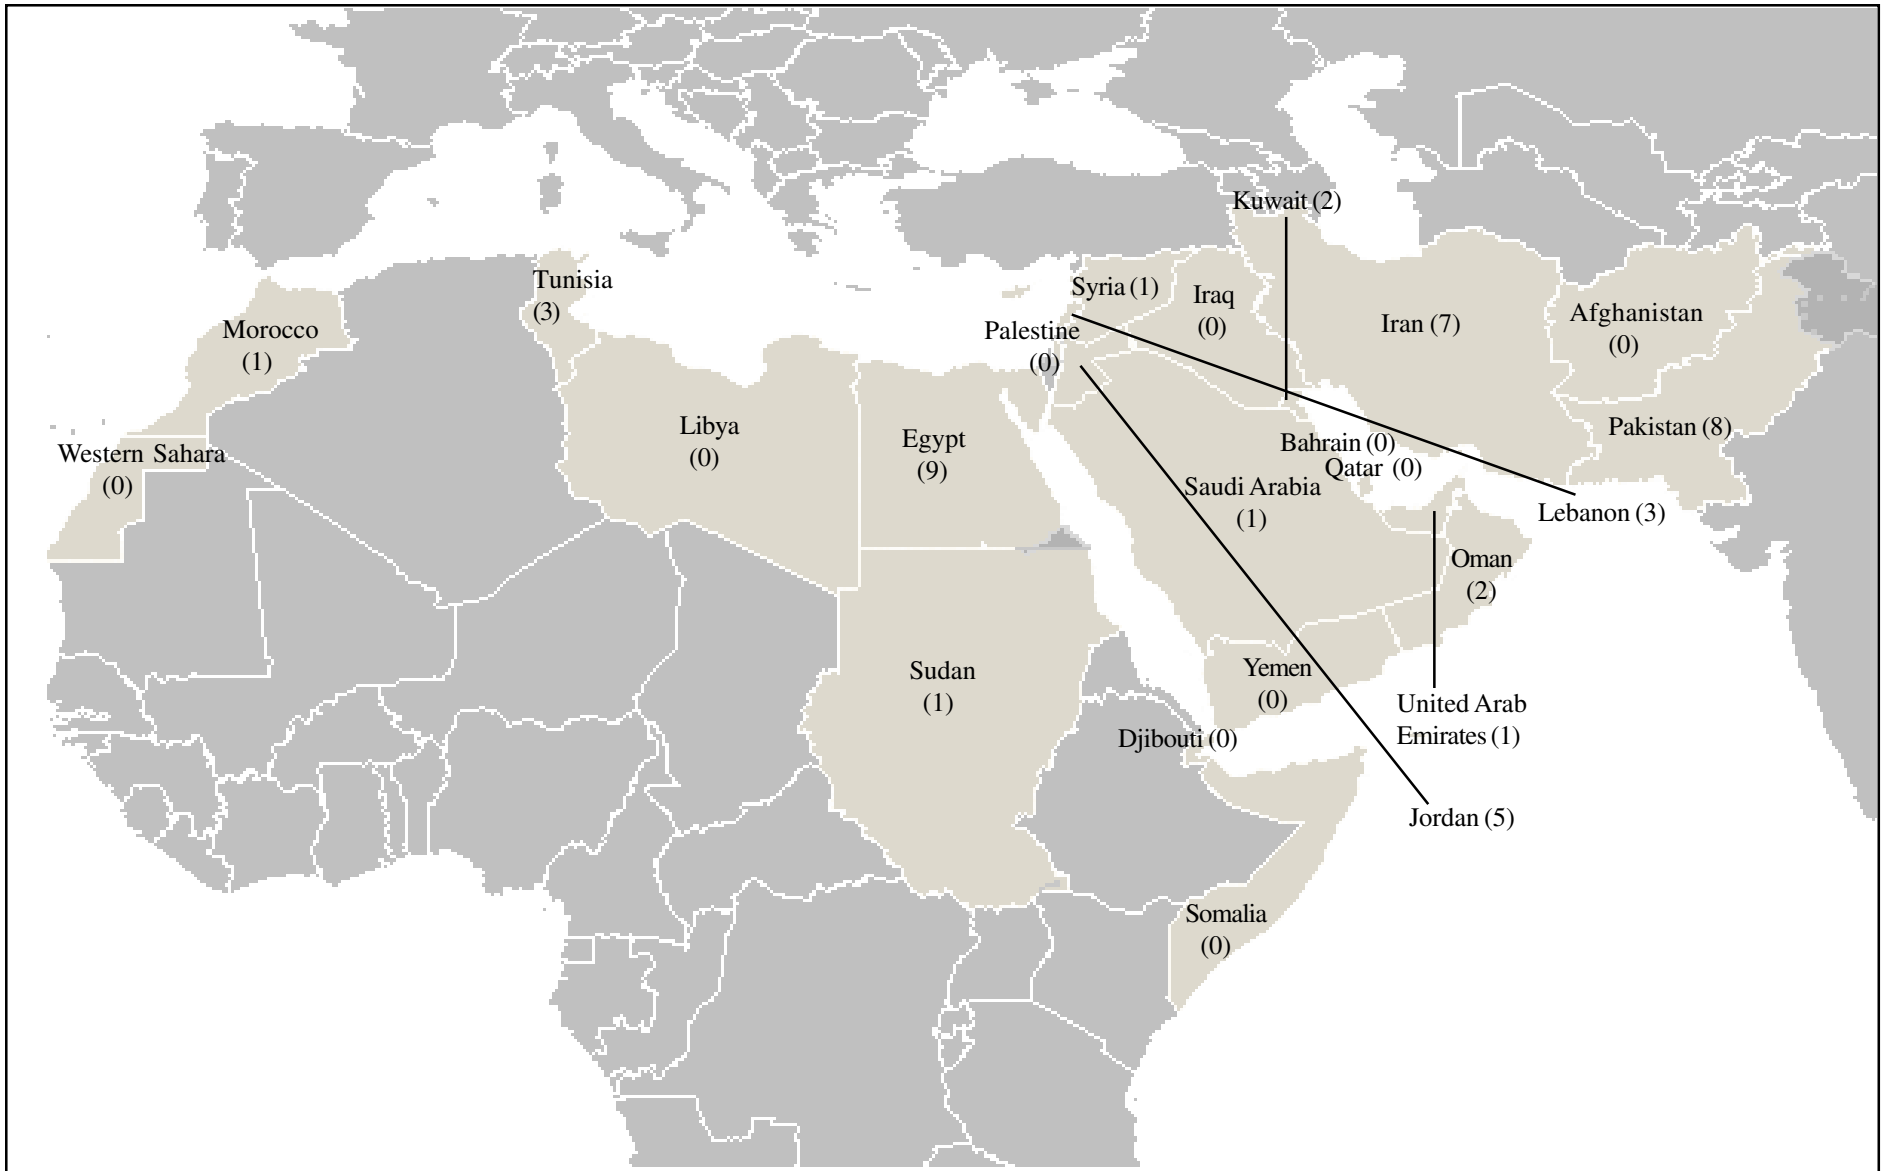 Kuwait (2)
Tunisia
(3)
Syria (1)
Iraq
(0)
Morocco
(1)
Palestine
(0)
Iran (7)
Afghanistan
(0)
Libya
(0)
Egypt
(9)
Pakistan (8)
Bahrain (0)
Qatar (0)
Western Sahara
(0)
Saudi Arabia
(1)
Lebanon (3)
Oman
(2)
Sudan
(1)
Yemen
(0)
United Arab
Emirates (1)
Djibouti (0)
Jordan (5)
Somalia
(0)